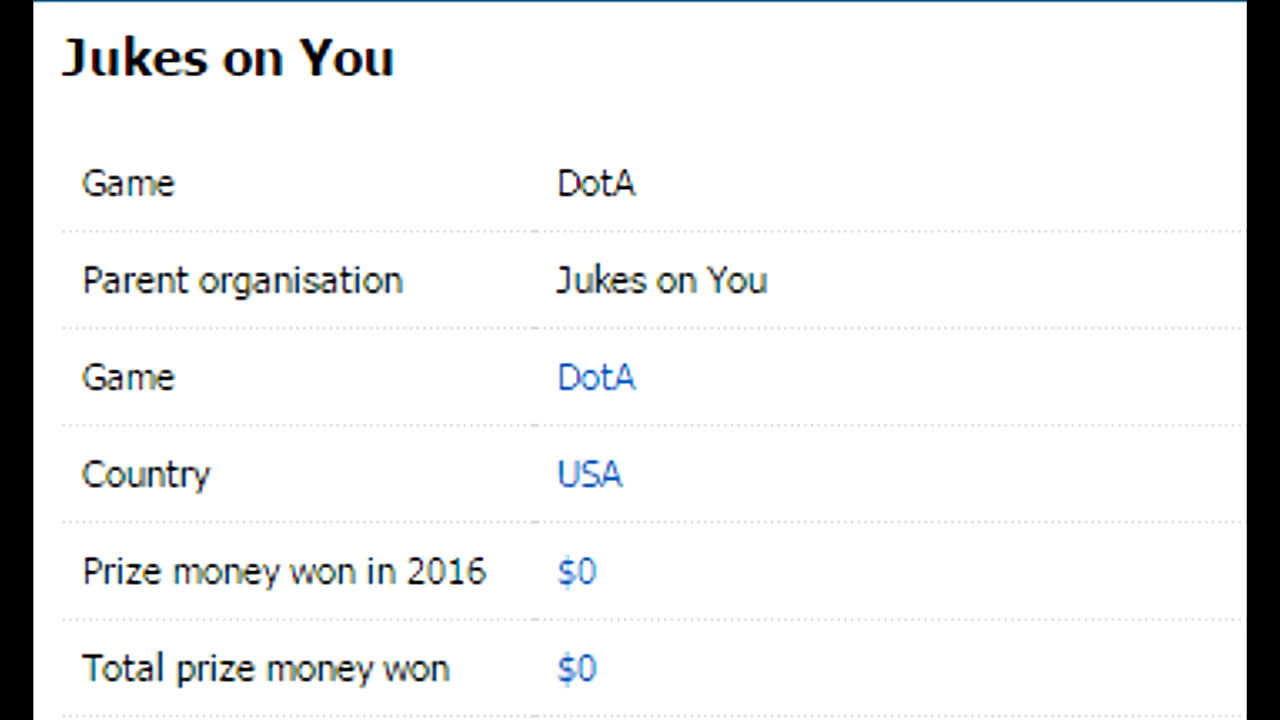 Jukes on You
Game DotA
Parent organisation Jukes on You
Game DotA
Country USA
Prize money won in 2016 $0
Total prize money won $0